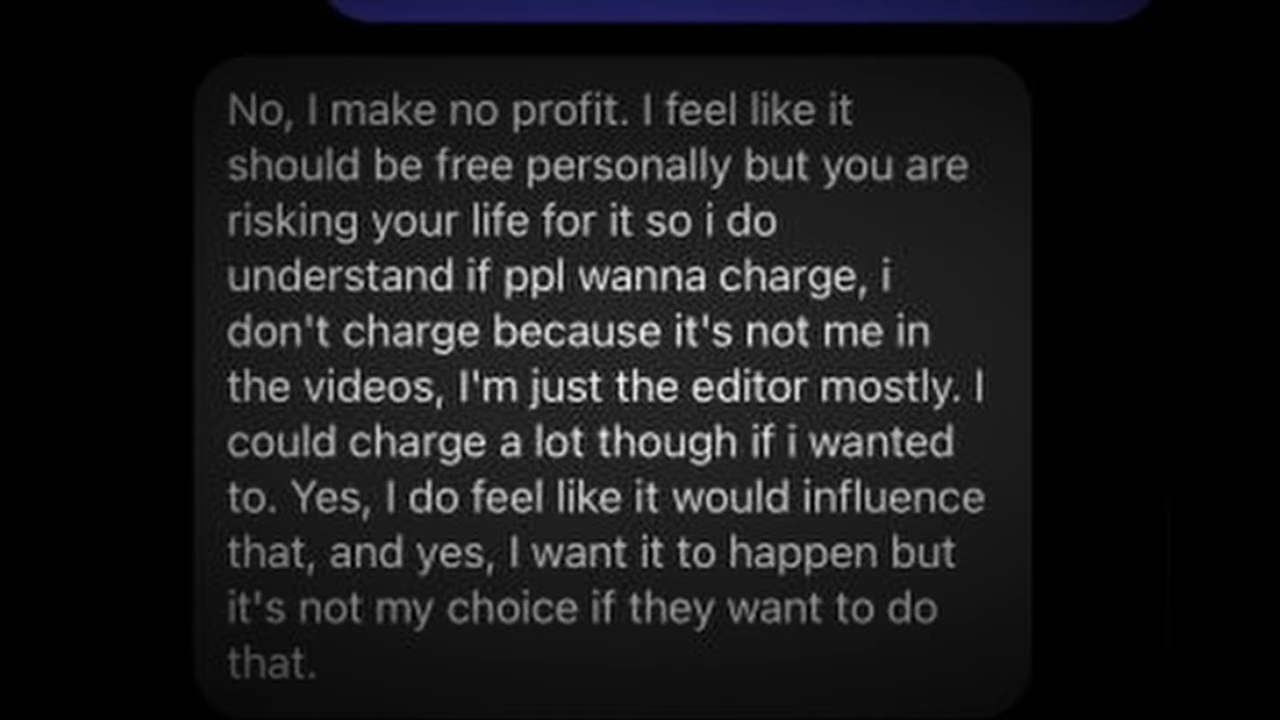 No, I make no profit. I feel like it
should be free personally but you are
risking your life for it so i do
understand if ppl wanna charge, i
don't charge because it's not me in
the videos, I'm just the editor mostly. I
could charge a lot though if i wanted
to. Yes, I do feel like it would influence
that, and yes, I want it to happen but
it's not my choice if they want to do
that.